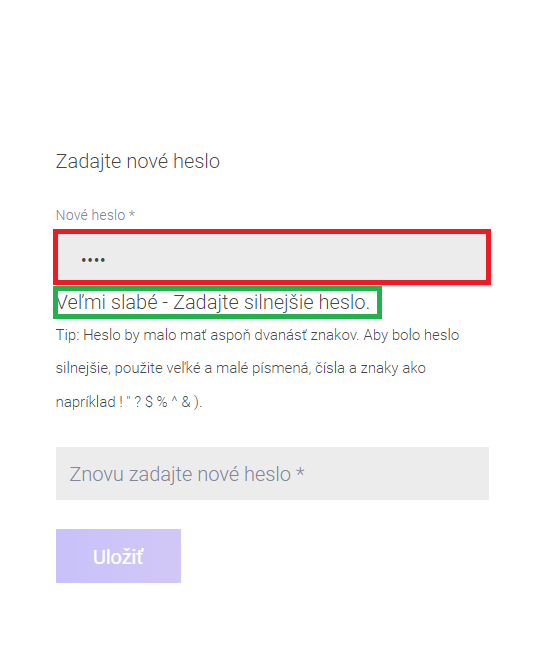 Zadajte nové heslo
Nové heslo *
••••
Veľmi slabé - Zadajte silnejšie heslo.
Tip: Heslo by malo mať aspoň dvanásť znakov. Aby bolo heslo
silnejšie, použite veľké a malé písmená, čísla a znaky ako
napríklad ! " ? $ % ^ & ).
Znovu zadajte nové heslo *
Uložiť